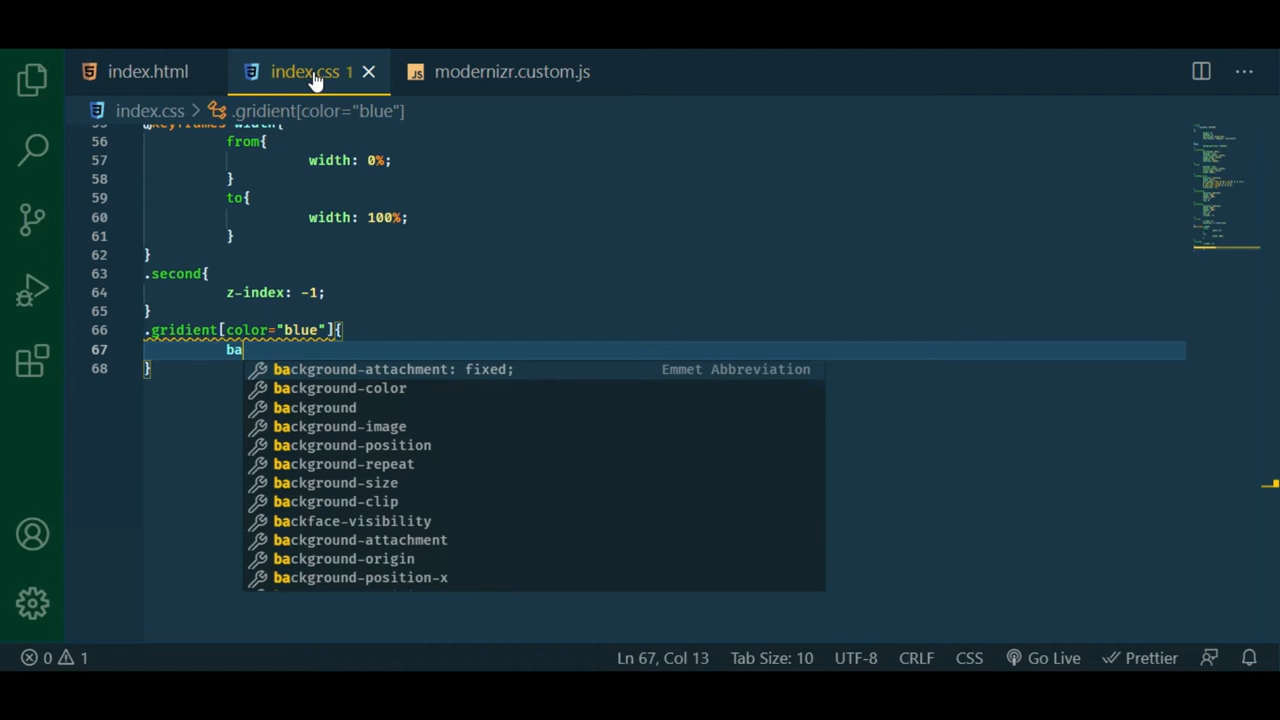 index.html
index.css 1
modernizr.custom.js
index.css > .gridient[color="blue"]
55 @keyframes width{
56 from{
57 width: 0%;
58 }
59 to{
60 width: 100%;
61 }
62 }
63 .second{
64 z-index: -1;
65 }
66 .gridient[color="blue"]{
67 ba
68 }
background-attachment: fixed; Emmet Abbreviation
background-color
background
background-image
background-position
background-repeat
background-size
background-clip
backface-visibility
background-attachment
background-origin
background-position-x
0 1 Ln 67, Col 13 Tab Size: 10 UTF-8 CRLF CSS Go Live Prettier